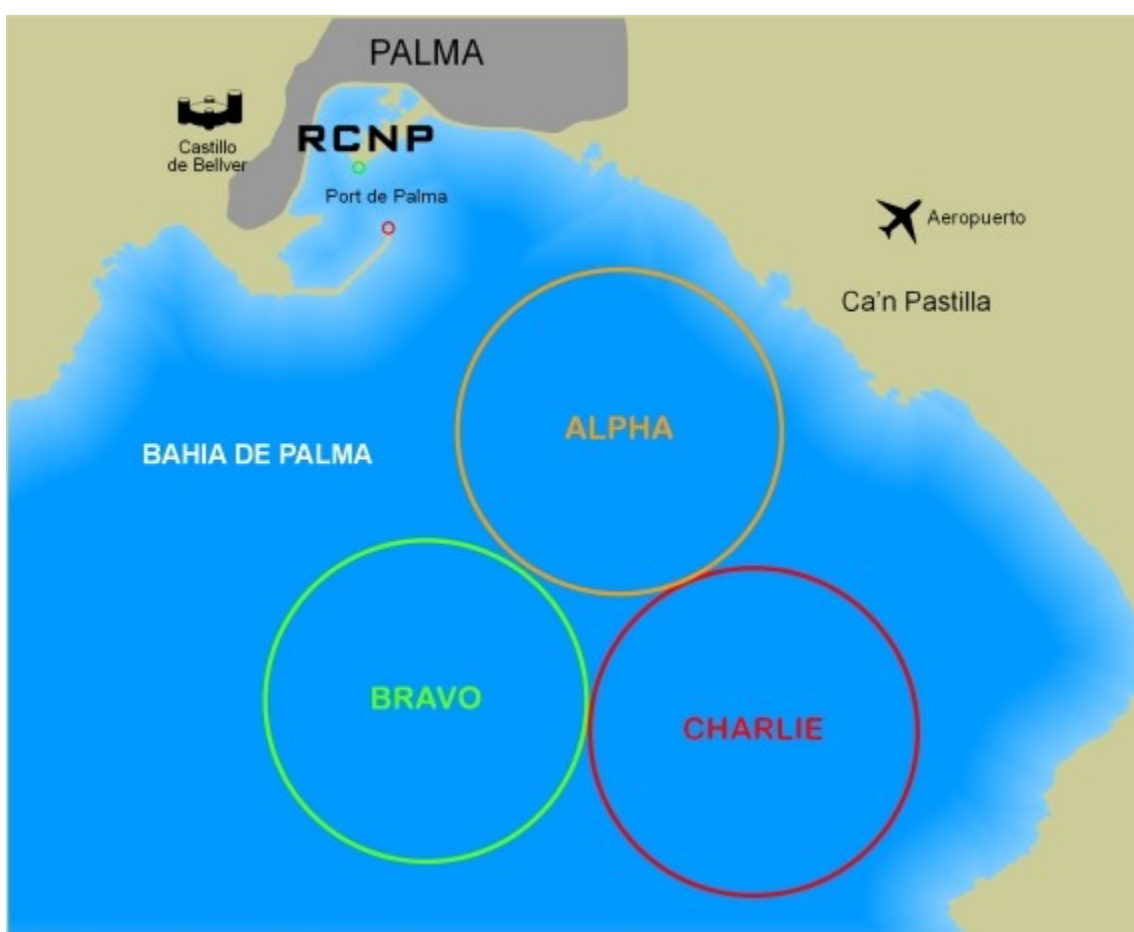 PALMA
Castillo
de Bellver
RCNP
Port de Palma
Aeropuerto
Ca'n Pastilla
ALPHA
BAHIA DE PALMA
BRAVO
CHARLIE